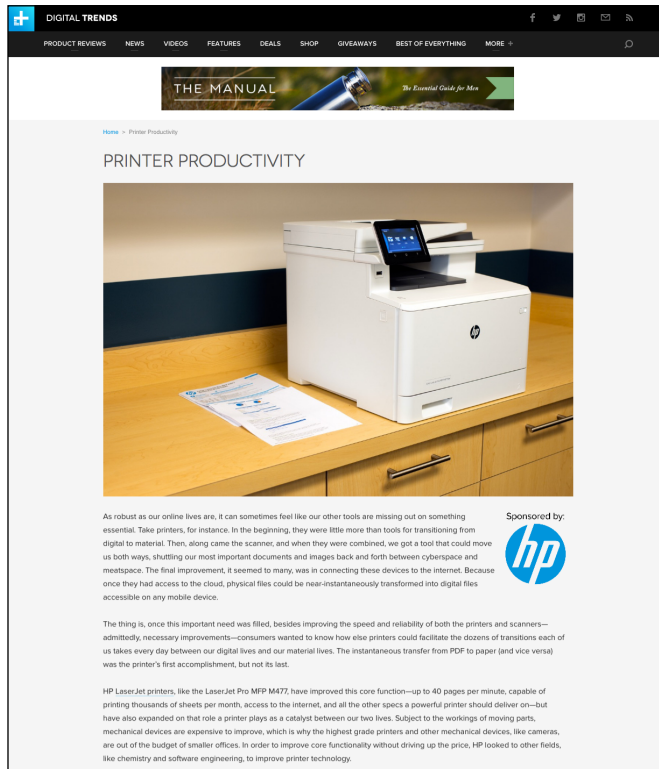 DIGITAL TRENDS
PRODUCT REVIEWS NEWS VIDEOS FEATURES DEALS SHOP GIVEAWAYS BEST OF EVERYTHING MORE +
THE MANUAL The Essential Guide for Men
Home > Printer Productivity
PRINTER PRODUCTIVITY
hp
As robust as our online lives are, it can sometimes feel like our other tools are missing out on something
essential. Take printers, for instance. In the beginning, they were little more than tools for transitioning from
digital to material. Then, along came the scanner, and when they were combined, we got a tool that could move
us both ways, shuttling our most important documents and images back and forth between cyberspace and
meatspace. The final improvement, it seemed to many, was in connecting these devices to the internet. Because
once they had access to the cloud, physical files could be near-instantaneously transformed into digital files
accessible on any mobile device.
Sponsored by:
hp
The thing is, once this important need was filled, besides improving the speed and reliability of both the printers and scanners—
admittedly, necessary improvements—consumers wanted to know how else printers could facilitate the dozens of transitions each of
us takes every day between our digital lives and our material lives. The instantaneous transfer from PDF to paper (and vice versa)
was the printer's first accomplishment, but not its last.
HP LaserJet printers, like the LaserJet Pro MFP M477, have improved this core function—up to 40 pages per minute, capable of
printing thousands of sheets per month, access to the internet, and all the other specs a powerful printer should deliver on—but
have also expanded on that role a printer plays as a catalyst between our two lives. Subject to the workings of moving parts,
mechanical devices are expensive to improve, which is why the highest grade printers and other mechanical devices, like cameras,
are out of the budget of smaller offices. In order to improve core functionality without driving up the price, HP looked to other fields,
like chemistry and software engineering, to improve printer technology.